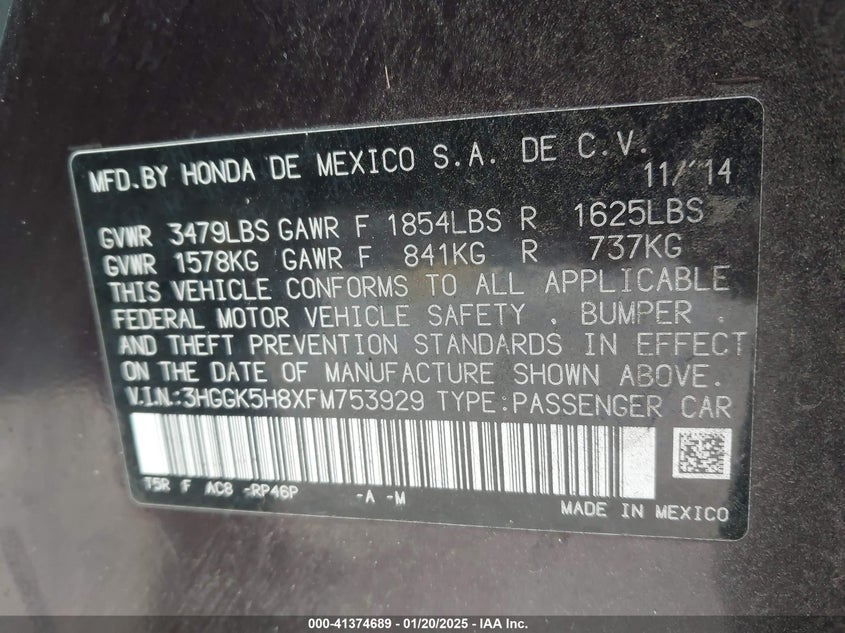 MFD.BY HONDA DE MEXICO S.A. DE C.V.
11/'14
GVWR 3479LBS GAWR F 1854LBS R 1625LBS
GVWR 1578KG GAWR F 841KG R 737KG
THIS VEHICLE CONFORMS TO ALL APPLICABLE
FEDERAL MOTOR VEHICLE SAFETY , BUMPER ,
AND THEFT PREVENTION STANDARDS IN EFFECT
ON THE DATE OF MANUFACTURE SHOWN ABOVE.
V.I.N.:3HGGK5H8XFM753929 TYPE:PASSENGER CAR
T5R F AC8 -RP46P -A -M
MADE IN MEXICO
000-41374689 - 01/20/2025 - IAA Inc.